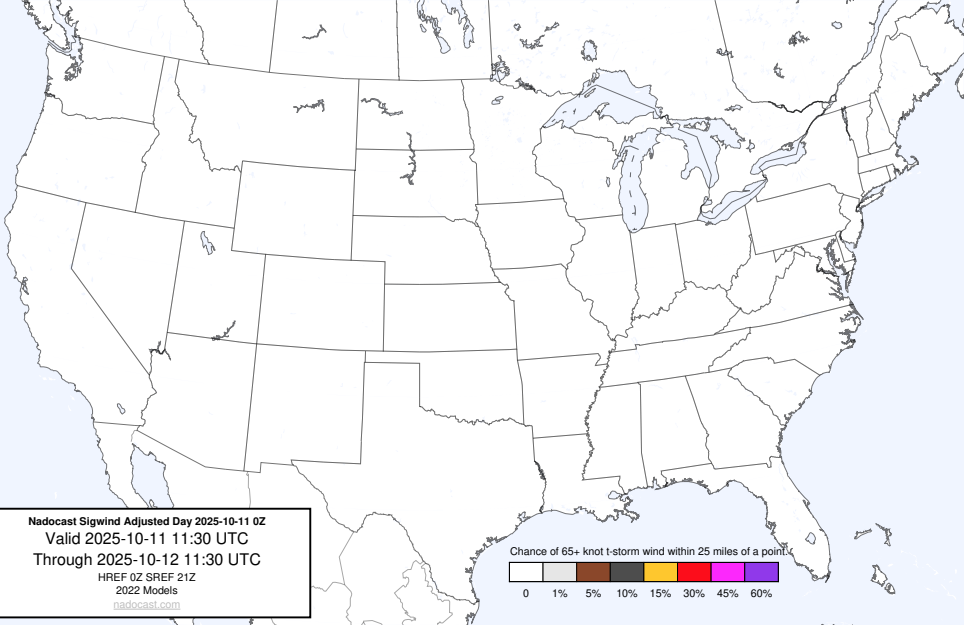 Nadocast Sigwind Adjusted Day 2025-10-11 0Z
Valid 2025-10-11 11:30 UTC
Through 2025-10-12 11:30 UTC
HREF 0Z SREF 21Z
2022 Models
nadocast.com
Chance of 65+ knot t-storm wind within 25 miles of a point.
0 1% 5% 10% 15% 30% 45% 60%